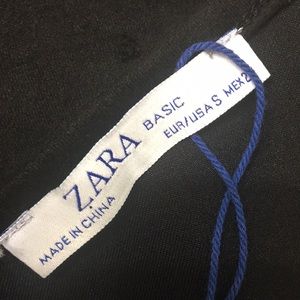 ZARA
BASIC
EUR/USA S MEX 2
MADE IN CHINA